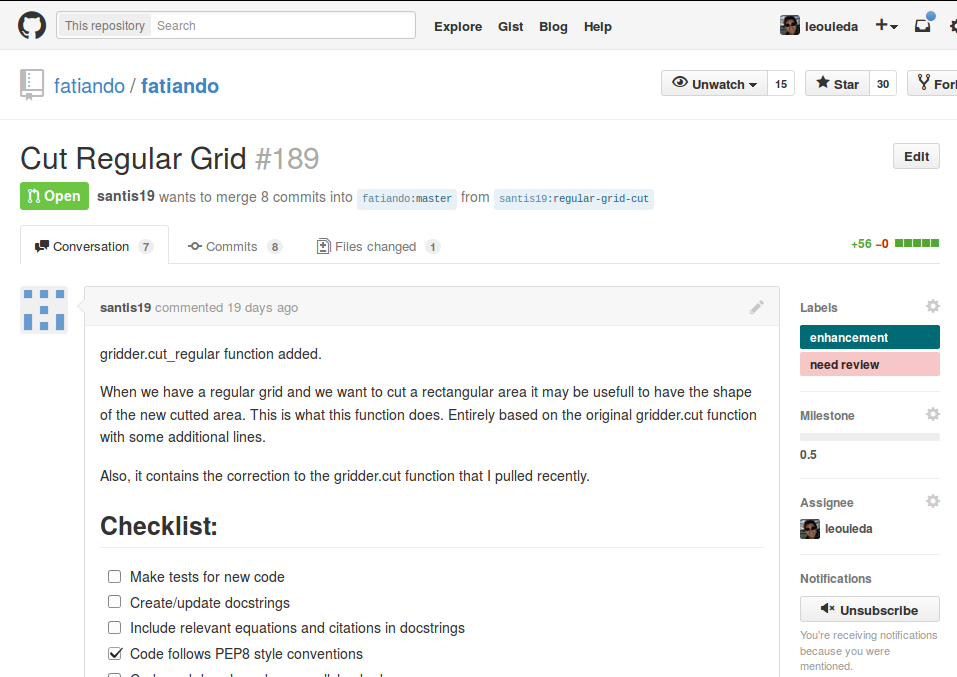 This repository Search Explore Gist Blog Help leouieda
fatiando / fatiando Unwatch 15 Star 30 Fork
Cut Regular Grid #189 Edit
Open santis19 wants to merge 8 commits into fatiando:master from santis19:regular-grid-cut
Conversation 7 Commits 8 Files changed 1 +56 −0
santis19 commented 19 days ago
gridder.cut_regular function added.
When we have a regular grid and we want to cut a rectangular area it may be usefull to have the shape
of the new cutted area. This is what this function does. Entirely based on the original gridder.cut function
with some additional lines.
Also, it contains the correction to the gridder.cut function that I pulled recently.
Checklist:
Make tests for new code
Create/update docstrings
Include relevant equations and citations in docstrings
Code follows PEP8 style conventions
Labels
enhancement
need review
Milestone
0.5
Assignee
leouieda
Notifications
Unsubscribe
You're receiving notifications
because you were
mentioned.